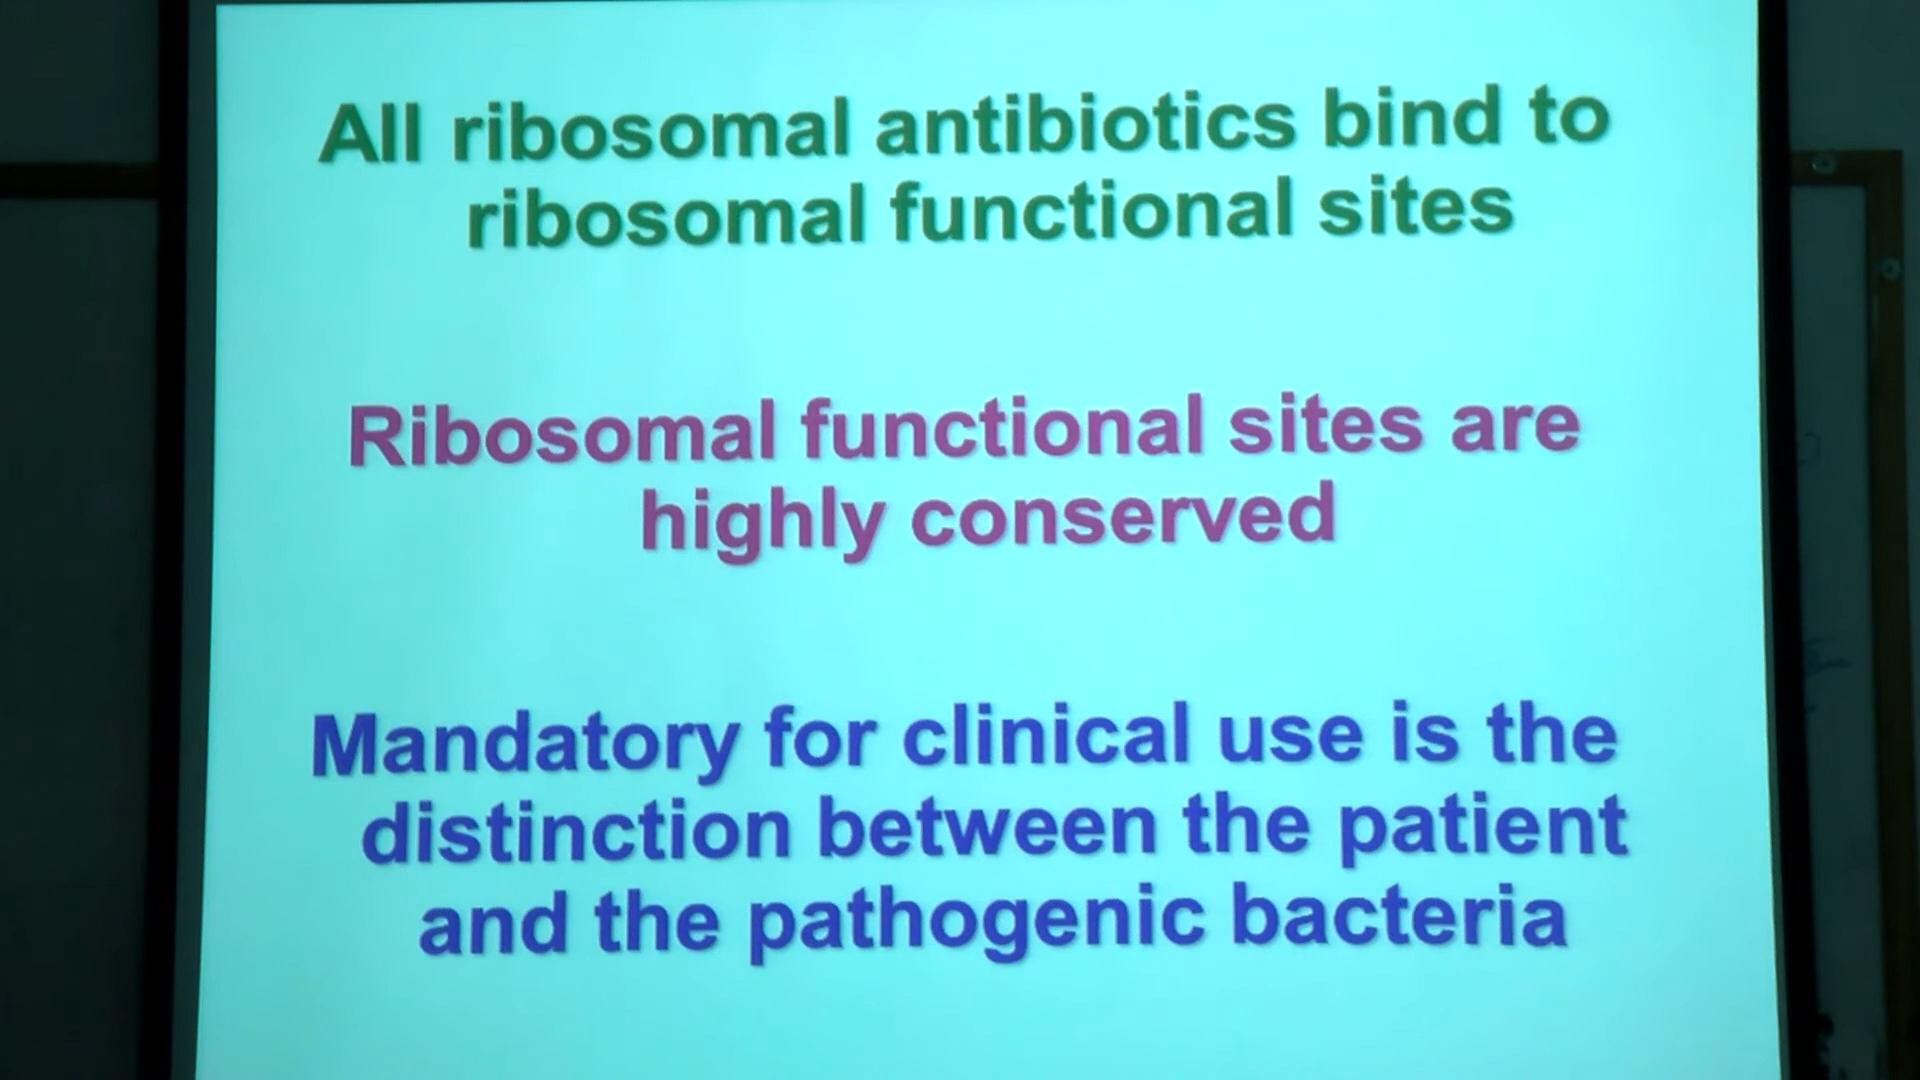 All ribosomal antibiotics bind to
ribosomal functional sites
Ribosomal functional sites are
highly conserved
Mandatory for clinical use is the
distinction between the patient
and the pathogenic bacteria